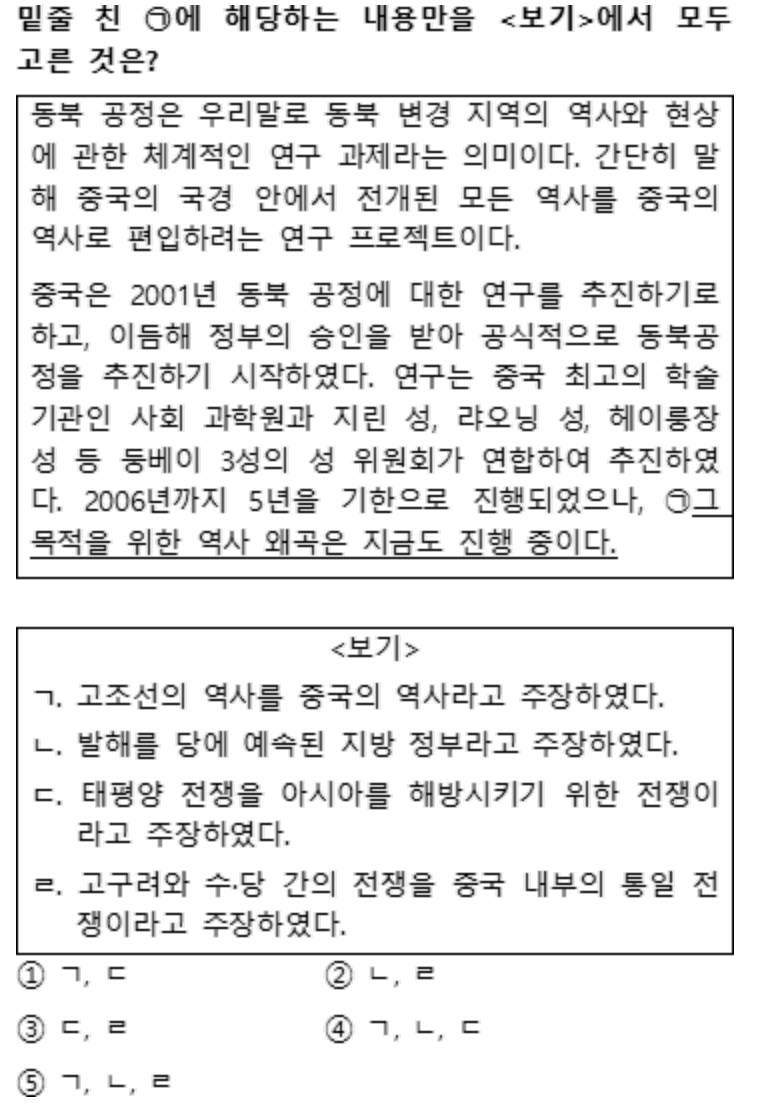 밑줄 친 ㉠에 해당하는 내용만을 <보기>에서 모두
고른 것은?
동북 공정은 우리말로 동북 변경 지역의 역사와 현상
에 관한 체계적인 연구 과제라는 의미이다. 간단히 말
해 중국의 국경 안에서 전개된 모든 역사를 중국의
역사로 편입하려는 연구 프로젝트이다.
중국은 2001년 동북 공정에 대한 연구를 추진하기로
하고, 이듬해 정부의 승인을 받아 공식적으로 동북공
정을 추진하기 시작하였다. 연구는 중국 최고의 학술
기관인 사회 과학원과 지린 성, 랴오닝 성, 헤이룽장
성 등 둥베이 3성의 성 위원회가 연합하여 추진하였
다. 2006년까지 5년을 기한으로 진행되었으나, ㉠그
목적을 위한 역사 왜곡은 지금도 진행 중이다.
<보기>
ㄱ. 고조선의 역사를 중국의 역사라고 주장하였다.
ㄴ. 발해를 당에 예속된 지방 정부라고 주장하였다.
ㄷ. 태평양 전쟁을 아시아를 해방시키기 위한 전쟁이
라고 주장하였다.
ㄹ. 고구려와 수·당 간의 전쟁을 중국 내부의 통일 전
쟁이라고 주장하였다.
① ㄱ, ㄷ ② ㄴ, ㄹ
③ ㄷ, ㄹ ④ ㄱ, ㄴ, ㄷ
⑤ ㄱ, ㄴ, ㄹ